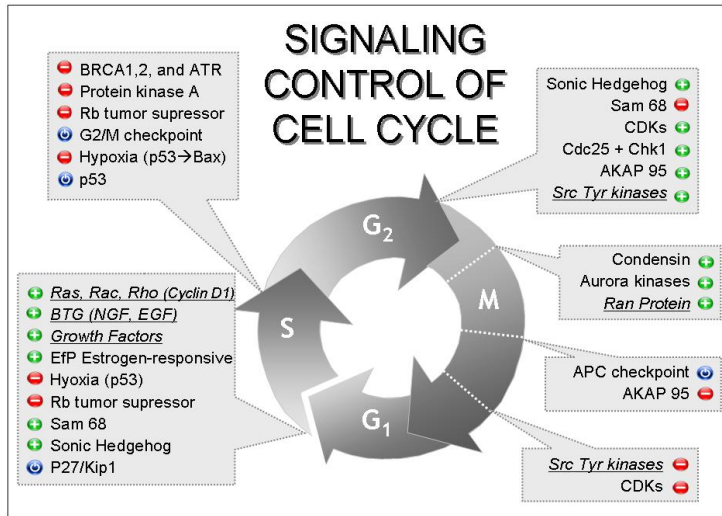 SIGNALING
CONTROL OF
CELL CYCLE
BRCA1,2, and ATR
Protein kinase A
Rb tumor supressor
G2/M checkpoint
Hypoxia (p53→Bax)
p53
Sonic Hedgehog
Sam 68
CDKs
Cdc25 + Chk1
AKAP 95
Src Tyr kinases
Condensin
Aurora kinases
Ran Protein
APC checkpoint
AKAP 95
Src Tyr kinases
CDKs
Ras, Rac, Rho (Cyclin D1)
BTG (NGF, EGF)
Growth Factors
EfP Estrogen-responsive
Hyoxia (p53)
Rb tumor supressor
Sam 68
Sonic Hedgehog
P27/Kip1
G2
M
S
G1